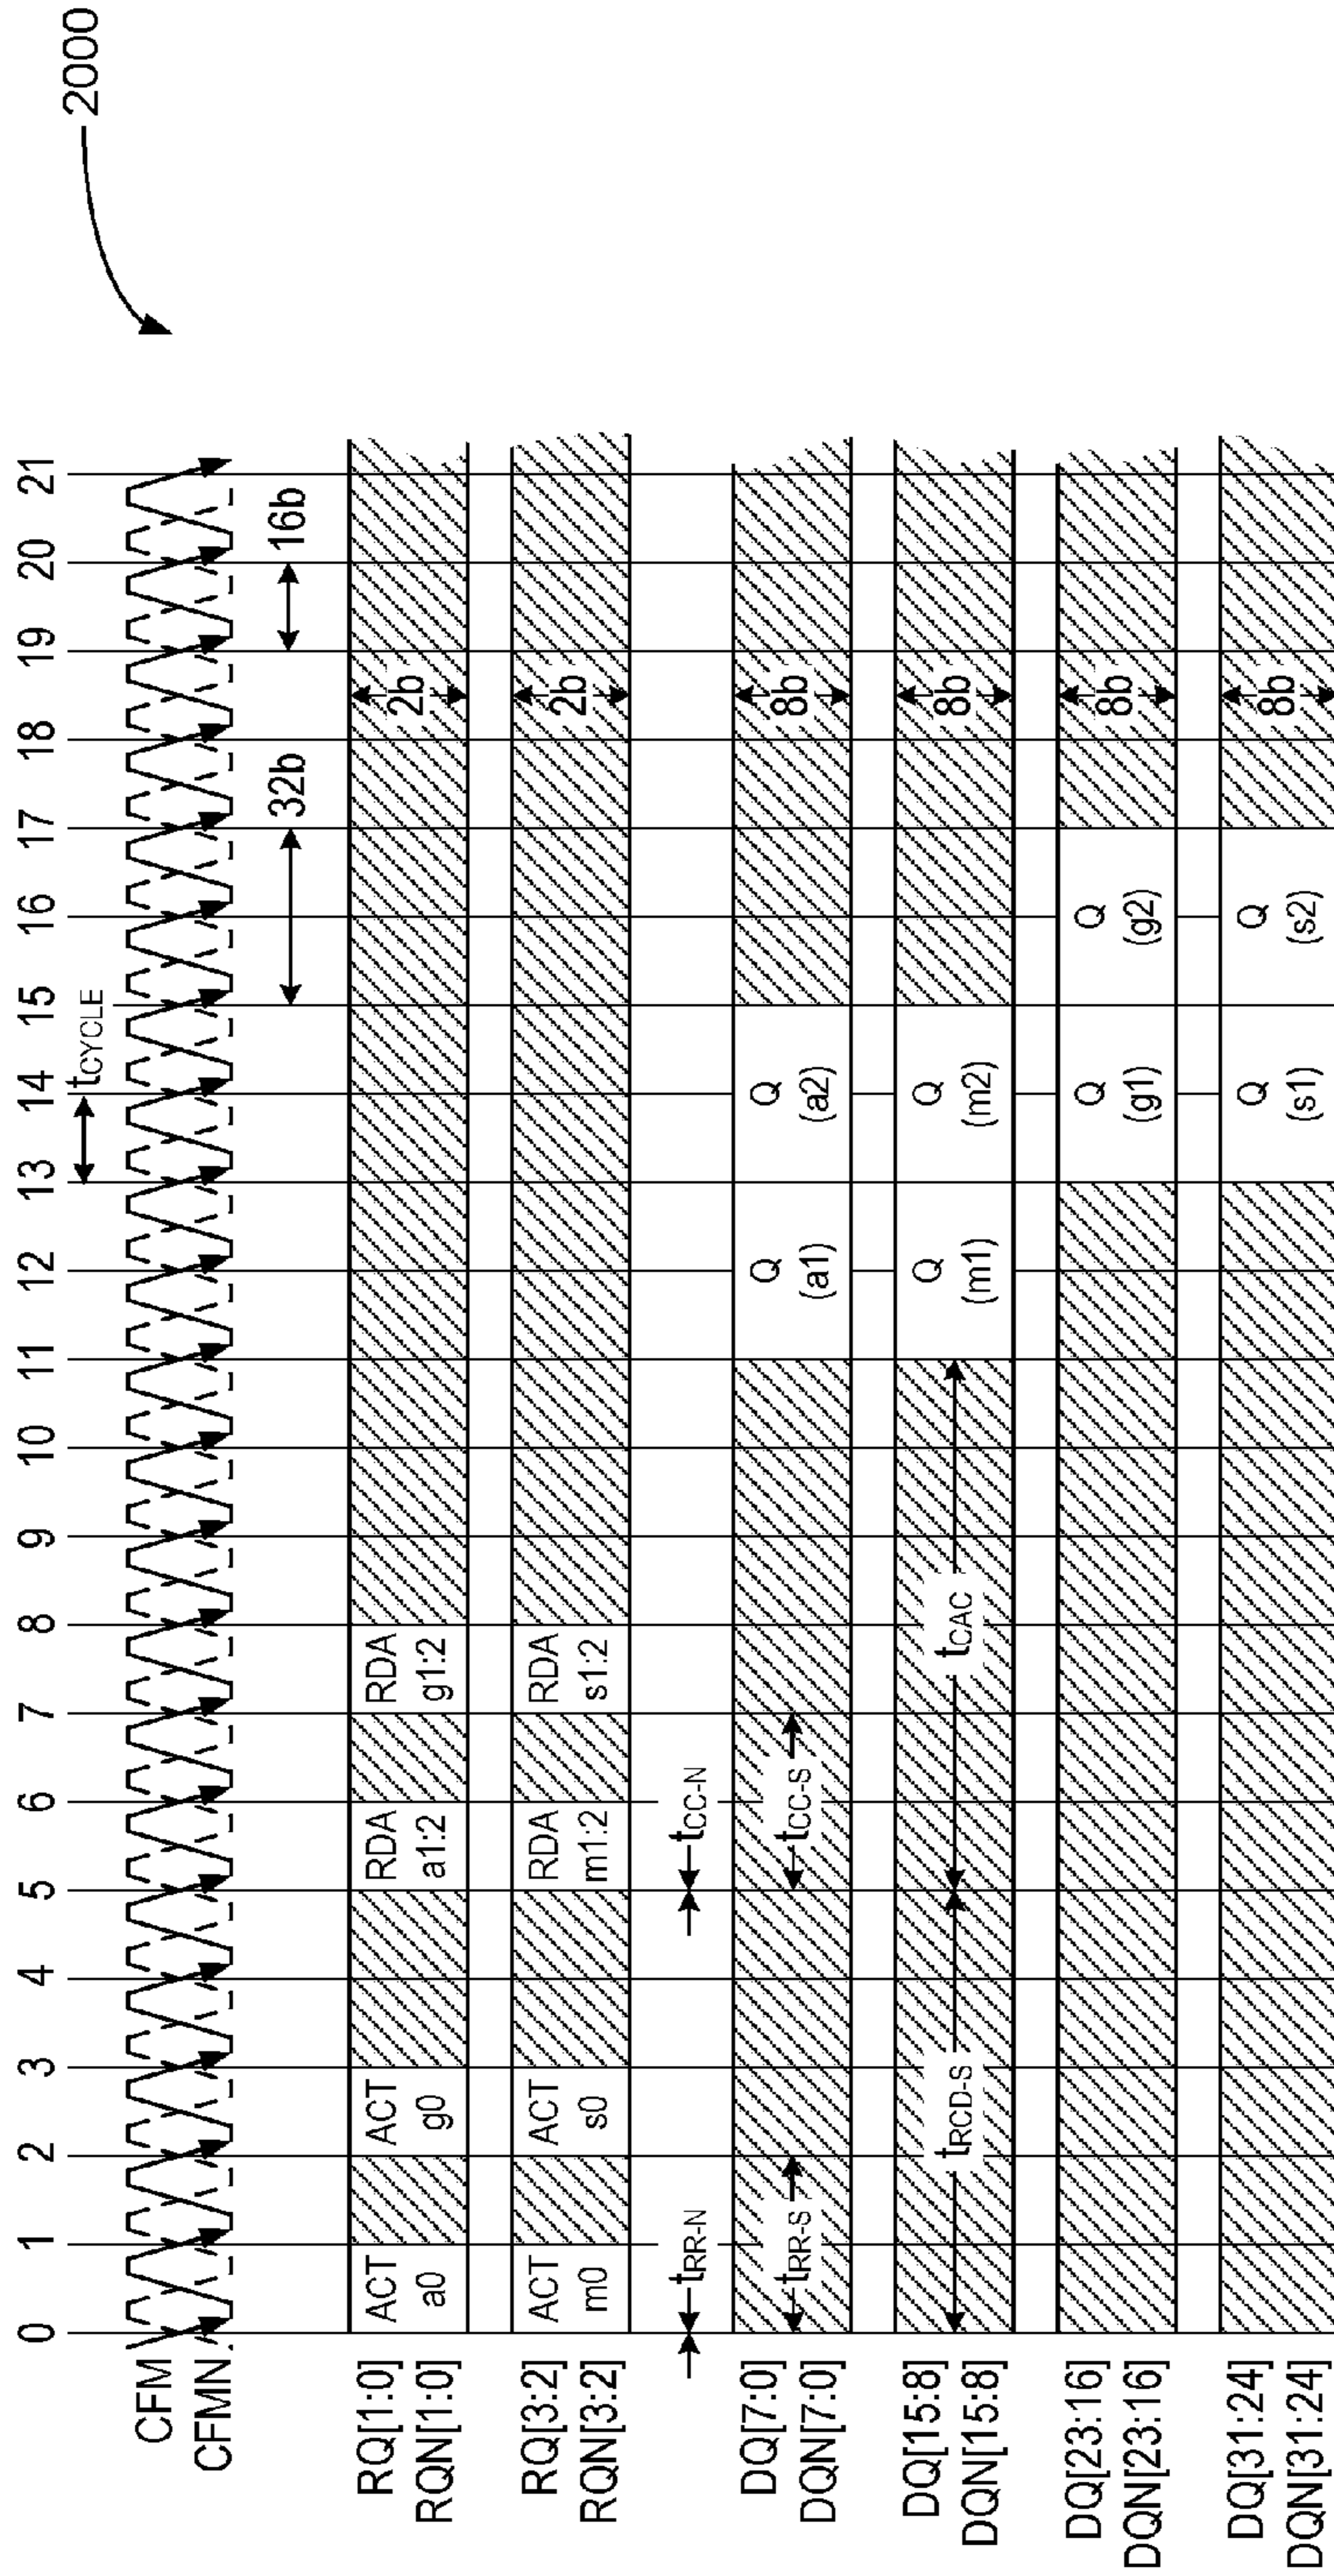 2000
0 1 2 3 4 5 6 7 8 9 10 11 12 13 14 15 16 17 18 19 20 21
tCYCLE
CFM
CFMN
32b 16b
RQ[1:0]
RQN[1:0]
ACT
a0
ACT
g0
RDA
a1:2
RDA
g1:2
2b
RQ[3:2]
RQN[3:2]
ACT
m0
ACT
s0
RDA
m1:2
RDA
s1:2
2b
tRR-N
tCC-N
DQ[7:0]
DQN[7:0]
tRR-S
tCC-S
Q
(a1)
Q
(a2)
8b
DQ[15:8]
DQN[15:8]
tRCD-S
tCAC
Q
(m1)
Q
(m2)
8b
DQ[23:16]
DQN[23:16]
Q
(g1)
Q
(g2)
8b
DQ[31:24]
DQN[31:24]
Q
(s1)
Q
(s2)
8b